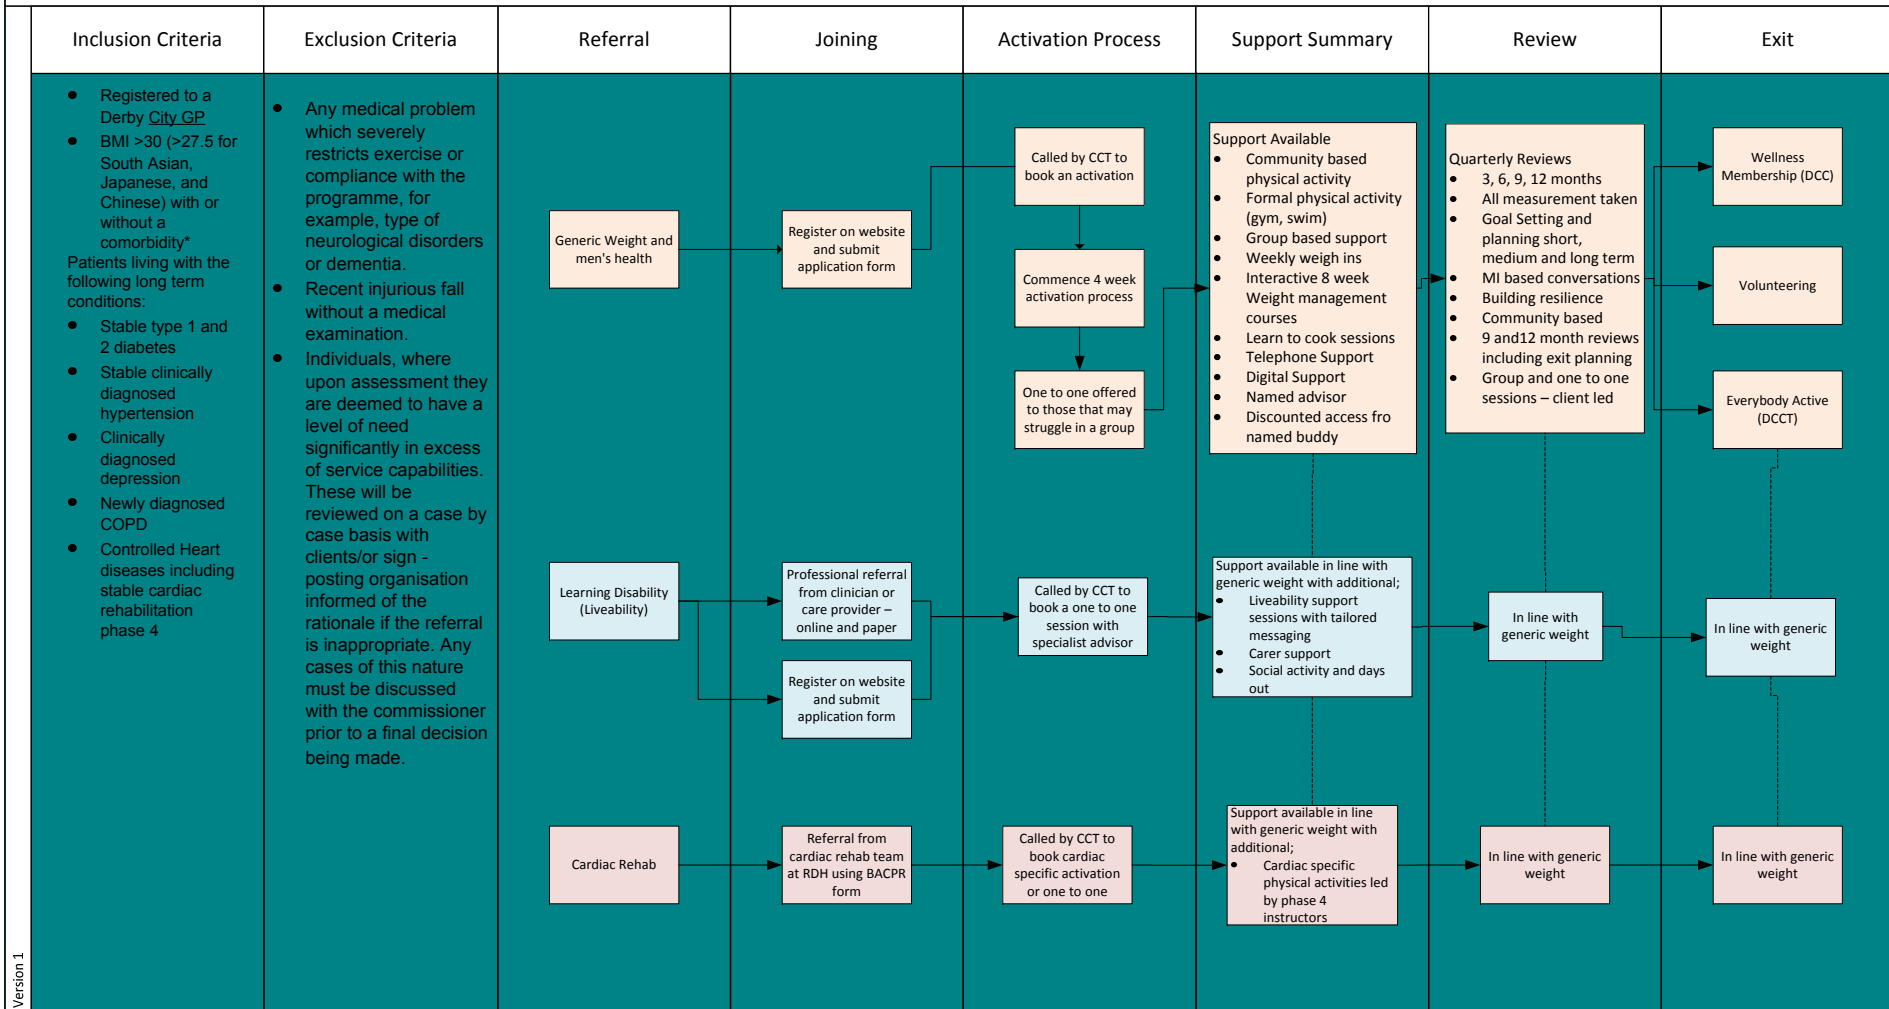 Inclusion Criteria
Exclusion Criteria
Referral
Joining
Activation Process
Support Summary
Review
Exit
• Registered to a
Derby City GP
• BMI >30 (>27.5 for
South Asian,
Japanese, and
Chinese) with or
without a
comorbidity*
Patients living with the
following long term
conditions:
• Stable type 1 and
2 diabetes
• Stable clinically
diagnosed
hypertension
• Clinically
diagnosed
depression
• Newly diagnosed
COPD
• Controlled Heart
diseases including
stable cardiac
rehabilitation
phase 4
• Any medical problem
which severely
restricts exercise or
compliance with the
programme, for
example, type of
neurological disorders
or dementia.
• Recent injurious fall
without a medical
examination.
• Individuals, where
upon assessment they
are deemed to have a
level of need
significantly in excess
of service capabilities.
These will be
reviewed on a case by
case basis with
clients/or sign -
posting organisation
informed of the
rationale if the referral
is inappropriate. Any
cases of this nature
must be discussed
with the commissioner
prior to a final decision
being made.
Generic Weight and
men's health
Register on website
and submit
application form
Called by CCT to
book an activation
Commence 4 week
activation process
One to one offered
to those that may
struggle in a group
Support Available
• Community based
physical activity
• Formal physical activity
(gym, swim)
• Group based support
• Weekly weigh ins
• Interactive 8 week
Weight management
courses
• Learn to cook sessions
• Telephone Support
• Digital Support
• Named advisor
• Discounted access fro
named buddy
Quarterly Reviews
• 3, 6, 9, 12 months
• All measurement taken
• Goal Setting and
planning short,
medium and long term
• MI based conversations
• Building resilience
• Community based
• 9 and12 month reviews
including exit planning
• Group and one to one
sessions – client led
Wellness
Membership (DCC)
Volunteering
Everybody Active
(DCCT)
Learning Disability
(Liveability)
Professional referral
from clinician or
care provider –
online and paper
Register on website
and submit
application form
Called by CCT to
book a one to one
session with
specialist advisor
Support available in line with
generic weight with additional;
• Liveability support
sessions with tailored
messaging
• Carer support
• Social activity and days
out
In line with
generic weight
In line with generic
weight
Cardiac Rehab
Referral from
cardiac rehab team
at RDH using BACPR
form
Called by CCT to
book cardiac
specific activation
or one to one
Support available in line
with generic weight with
additional;
• Cardiac specific
physical activities led
by phase 4
instructors
In line with generic
weight
In line with generic
weight
Version 1